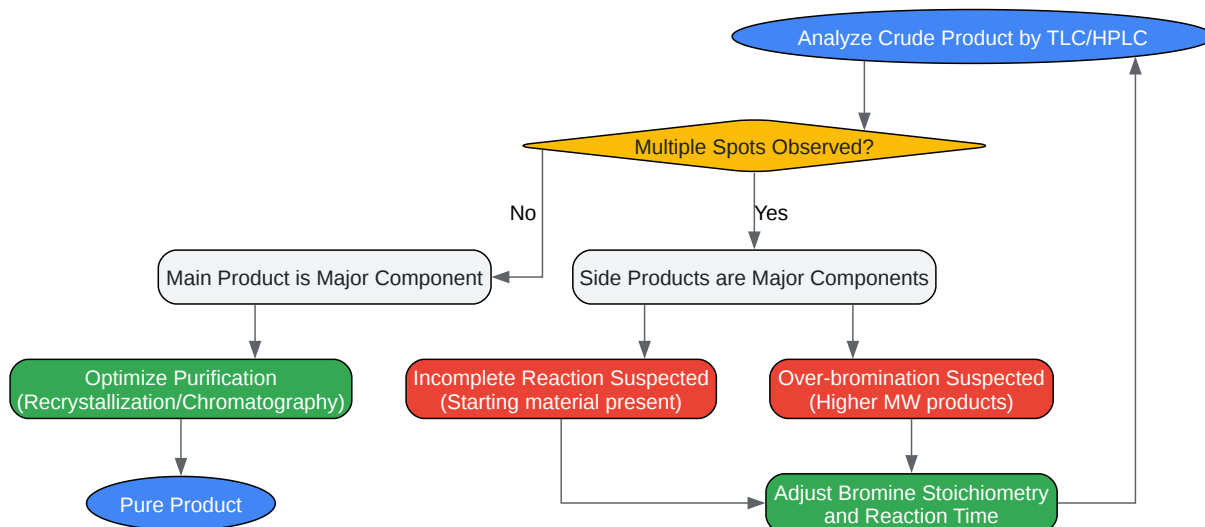 Analyze Crude Product by TLC/HPLC
Multiple Spots Observed?
No
Yes
Main Product is Major Component
Side Products are Major Components
Optimize Purification
(Recrystallization/Chromatography)
Incomplete Reaction Suspected
(Starting material present)
Over-bromination Suspected
(Higher MW products)
Pure Product
Adjust Bromine Stoichiometry
and Reaction Time